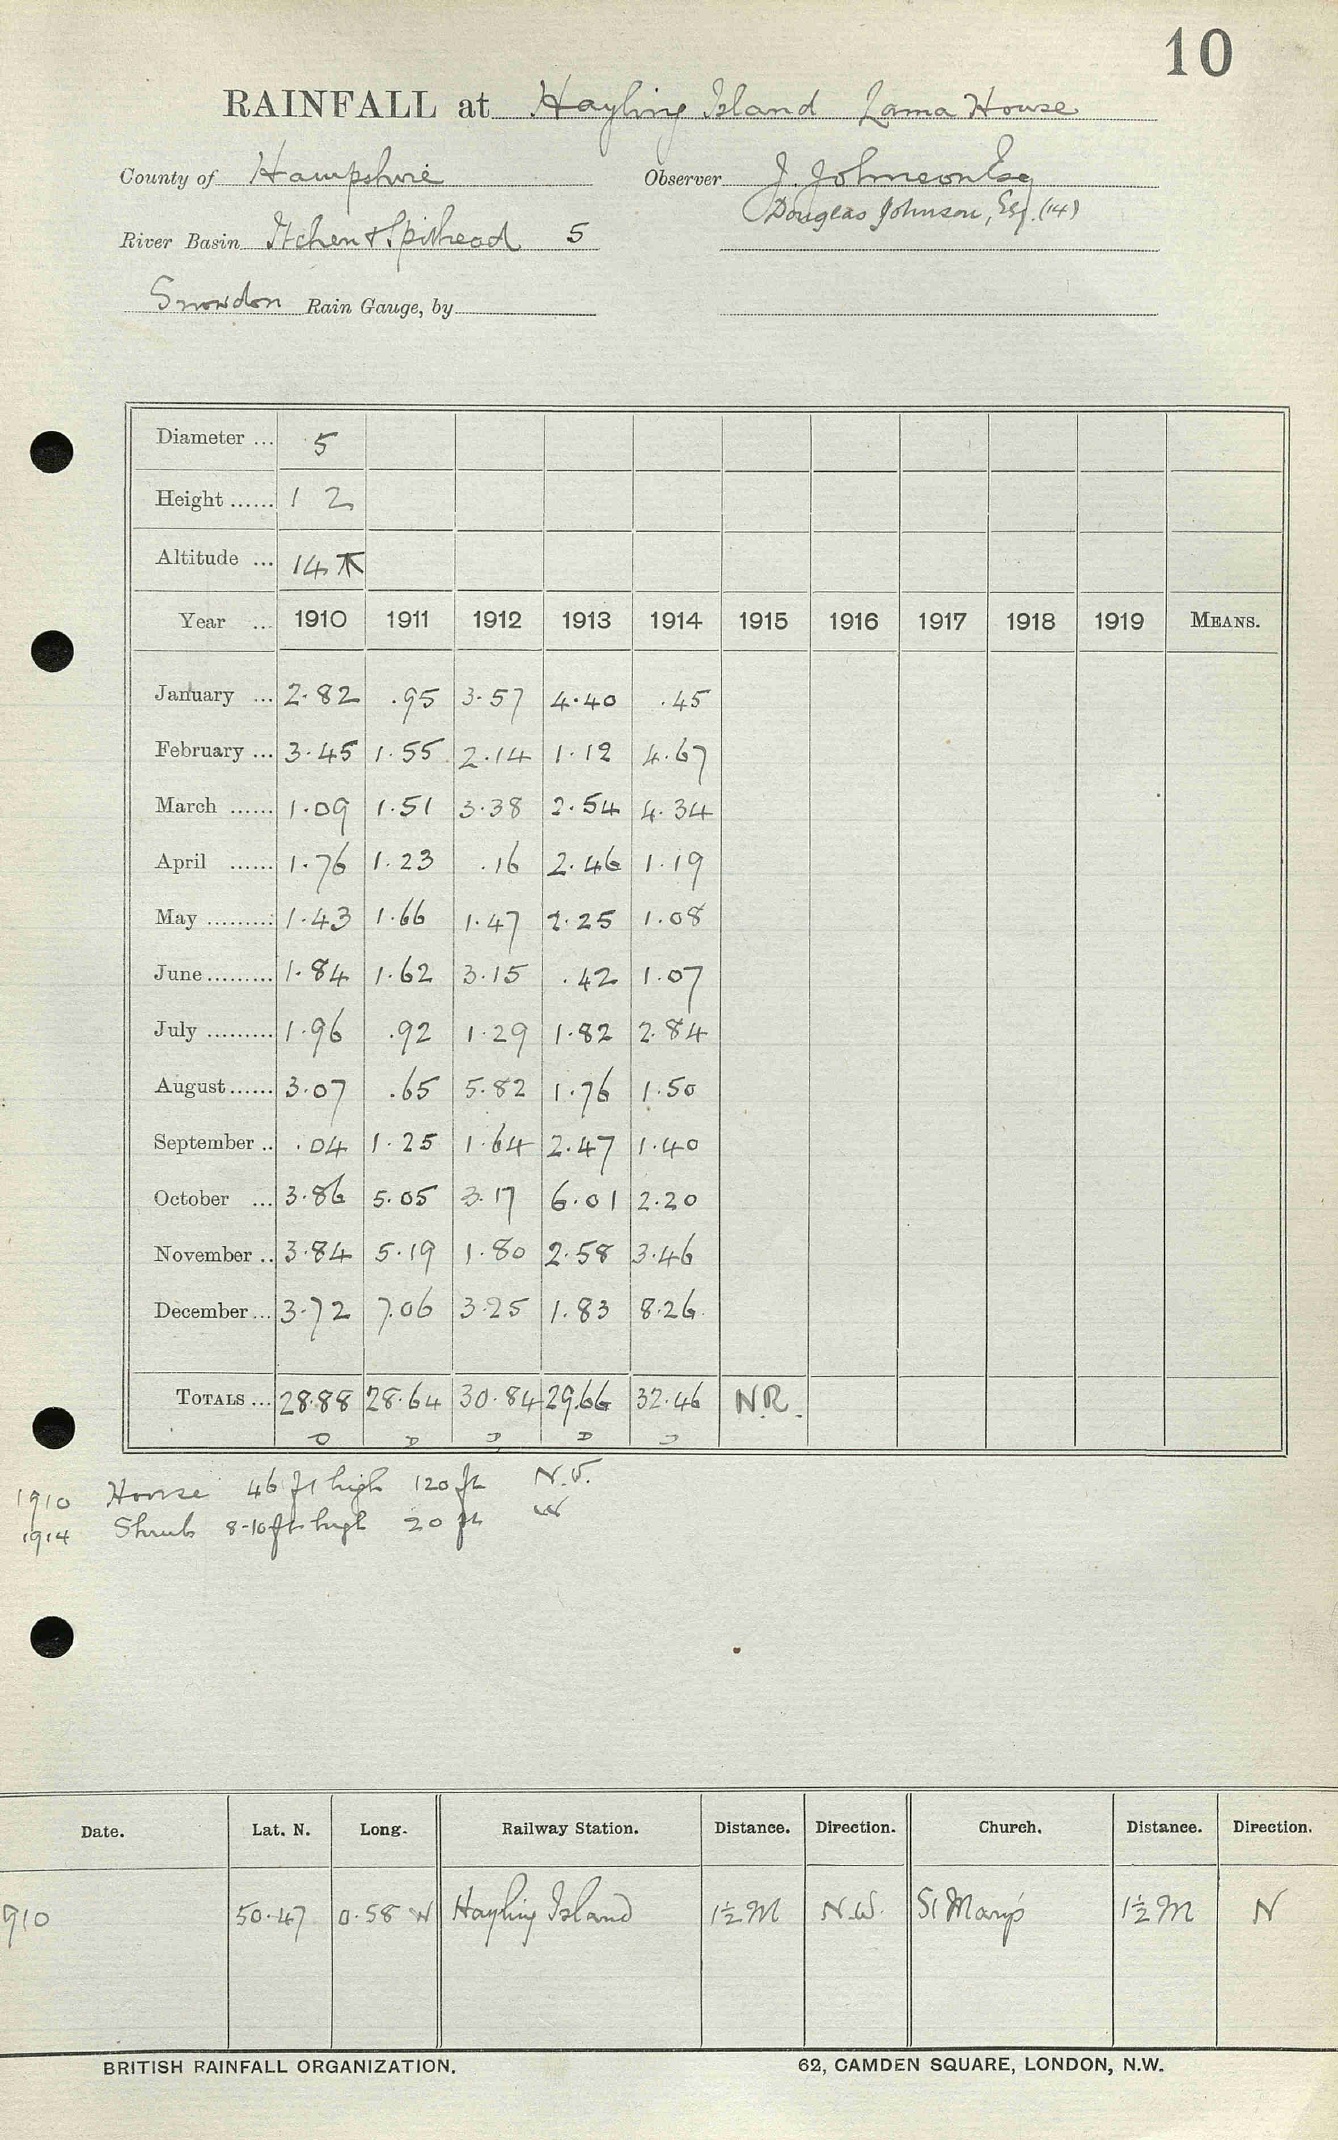 10
RAINFALL at Hayling Island Lama House
County of Hampshire Observer J. Johnson Esq
Douglas Johnson, Esq. (14)
River Basin Itchen & Spithead 5
Snowdon Rain Gauge, by
Diameter ... 5
Height ...... 1 2
Altitude ... 14
Year ... 1910 1911 1912 1913 1914 1915 1916 1917 1918 1919 MEANS.
January ... 2.82 .95 3.57 4.40 .45
February ... 3.45 1.55 2.14 1.12 4.67
March ...... 1.09 1.51 3.38 2.54 4.34
April ...... 1.76 1.23 .16 2.46 1.19
May ......... 1.43 1.66 1.47 2.25 1.08
June ......... 1.84 1.62 3.15 .42 1.07
July ......... 1.96 .92 1.29 1.82 2.84
August ...... 3.07 .65 5.82 1.76 1.50
September .. .04 1.25 1.64 2.47 1.40
October ... 3.86 5.05 3.17 6.01 2.20
November .. 3.84 5.19 1.80 2.58 3.46
December ... 3.72 7.06 3.25 1.83 8.26
TOTALS ... 28.88 28.64 30.84 29.66 32.46 N.R.
1910 House 46 ft high 120 ft N.W.
1914 Shrub 8-10 ft high 20 ft W
Date. Lat. N. Long. Railway Station. Distance. Direction. Church. Distance. Direction.
910 50.47 0.58 W Hayling Island 1½ M N.W. St Mary's 1½ M N
BRITISH RAINFALL ORGANIZATION. 62, CAMDEN SQUARE, LONDON, N.W.